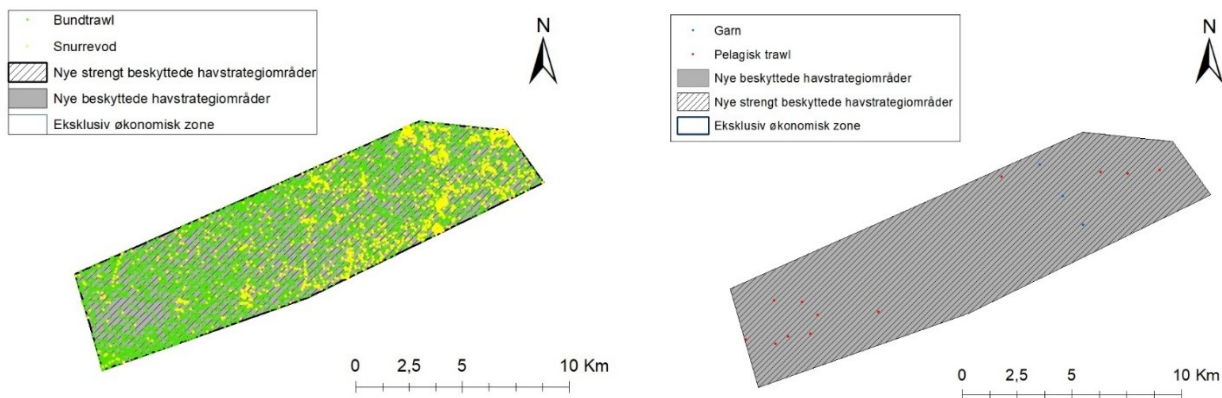 Bundtrawl
Snurrevod
Nye strengt beskyttede havstrategiområder
Nye beskyttede havstrategiområder
Eksklusiv økonomisk zone
N
0 2,5 5 10 Km
Garn
Pelagisk trawl
Nye beskyttede havstrategiområder
Nye strengt beskyttede havstrategiområder
Eksklusiv økonomisk zone
N
0 2,5 5 10 Km